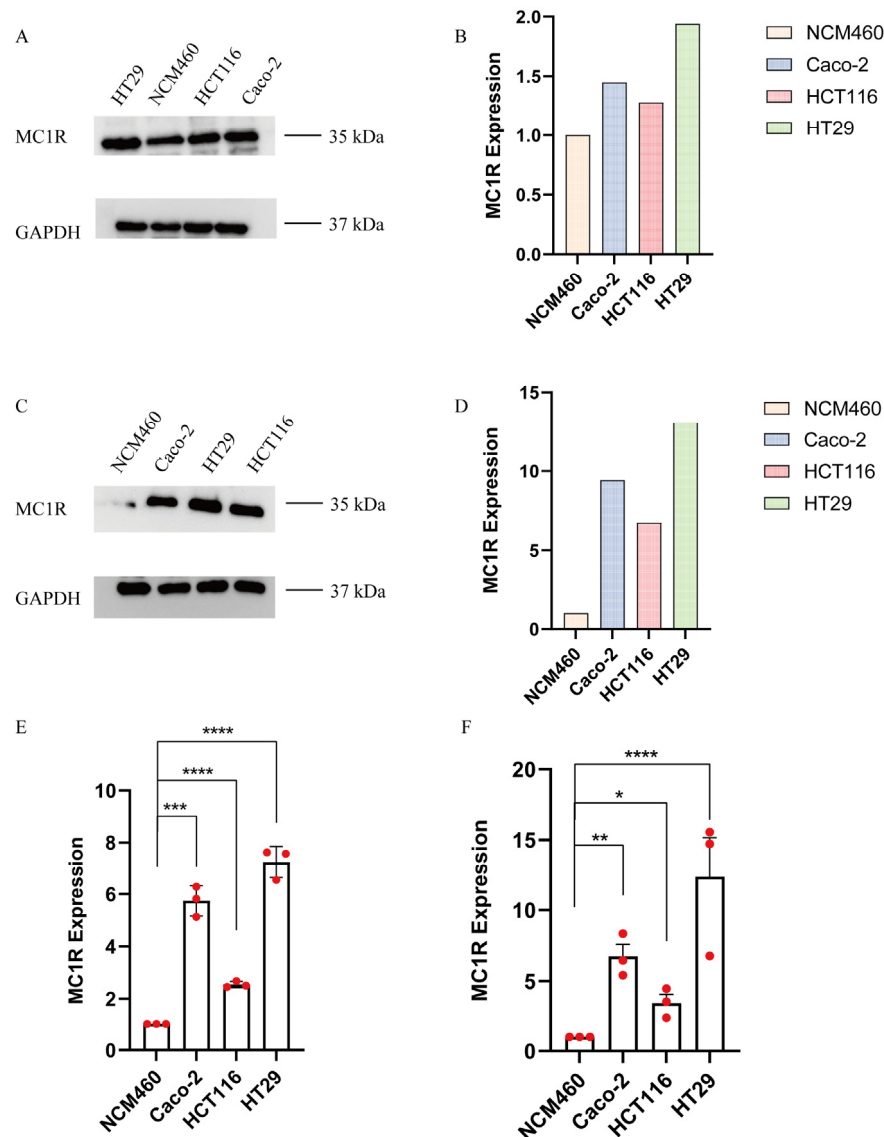 A
HT29
NCM460
HCT116
Caco-2
MC1R
35 kDa
GAPDH
37 kDa
B
MC1R Expression
2.0
1.5
1.0
1.5
0.0
NCM460
Caco-2
HCT116
HT29
NCM460
Caco-2
HCT116
HT29
C
NCM460
Caco-2
HT29
HCT116
MC1R
35 kDa
GAPDH
37 kDa
D
MC1R Expression
15
10
5
0
NCM460
Caco-2
HCT116
HT29
NCM460
Caco-2
HCT116
HT29
E
****
****
***
MC1R Expression
10
8
6
4
2
0
NCM460
Caco-2
HCT116
HT29
F
****
*
**
MC1R Expression
20
15
10
5
0
NCM460
Caco-2
HCT116
HT29